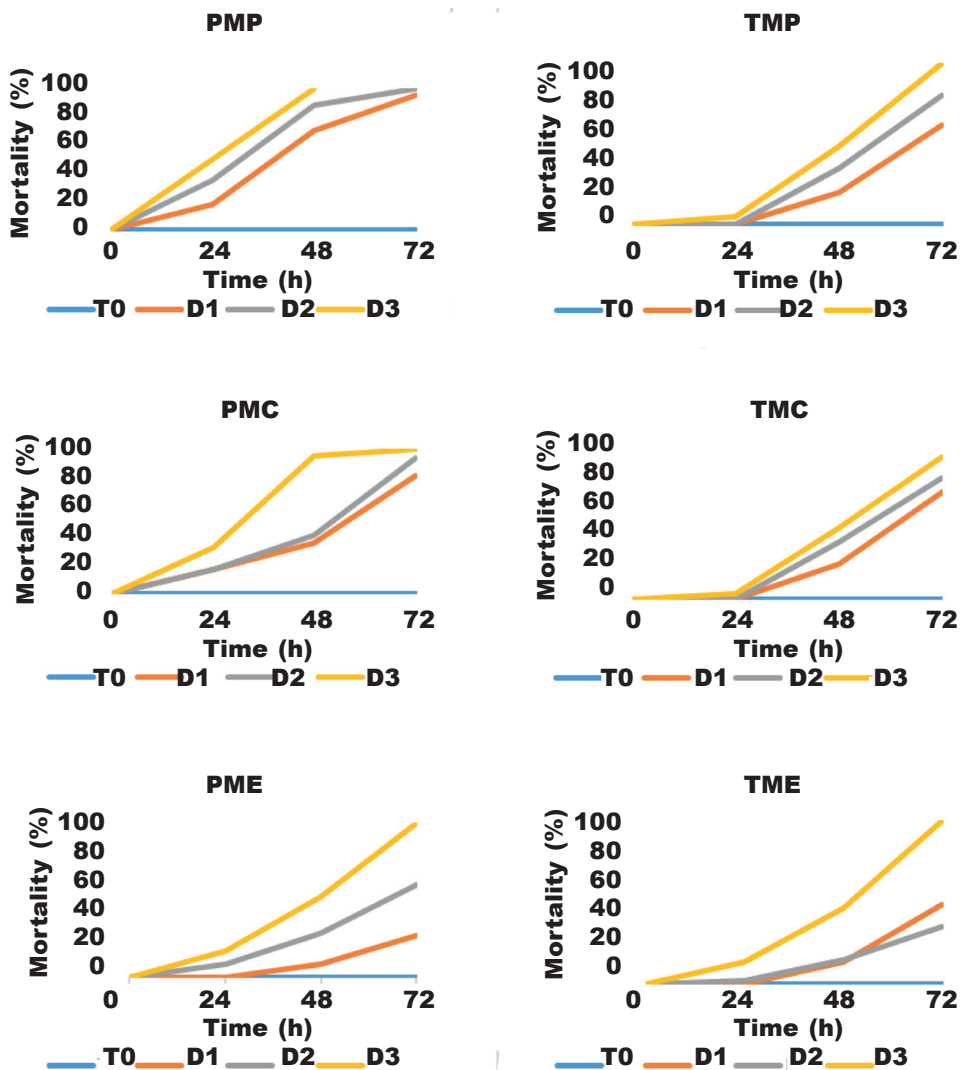 PMP
Mortality (%)
100
80
60
40
20
0
0 24 48 72
Time (h)
T0 D1 D2 D3
TMP
Mortality (%)
100
80
60
40
20
0
0 24 48 72
Time (h)
T0 D1 D2 D3
PMC
Mortality (%)
100
80
60
40
20
0
0 24 48 72
Time (h)
T0 D1 D2 D3
TMC
Mortality (%)
100
80
60
40
20
0
0 24 48 72
Time (h)
T0 D1 D2 D3
PME
Mortality (%)
100
80
60
40
20
0
0 24 48 72
Time (h)
T0 D1 D2 D3
TME
Mortality (%)
100
80
60
40
20
0
0 24 48 72
Time (h)
T0 D1 D2 D3